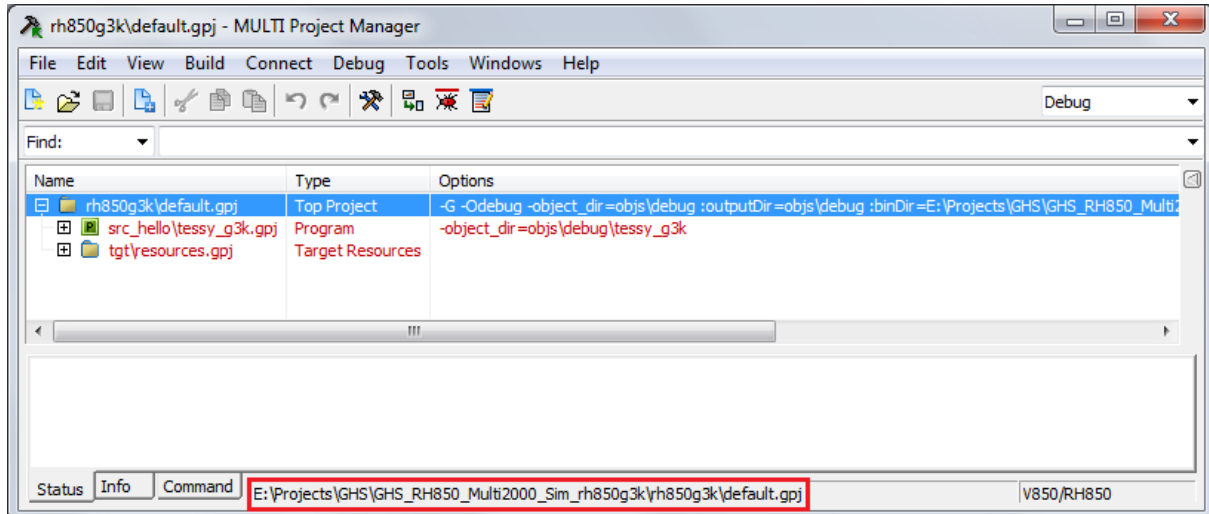 rh850g3k\default.gpj - MULTI Project Manager
File Edit View Build Connect Debug Tools Windows Help
Debug
Find:
Name Type Options
rh850g3k\default.gpj Top Project -G -Odebug -object_dir=objs\debug :outputDir=objs\debug :binDir=E:\Projects\GHS\GHS_RH850_Multi2
src_hello\tessy_g3k.gpj Program -object_dir=objs\debug\tessy_g3k
tgt\resources.gpj Target Resources
Status Info Command E:\Projects\GHS\GHS_RH850_Multi2000_Sim_rh850g3k\rh850g3k\default.gpj V850/RH850